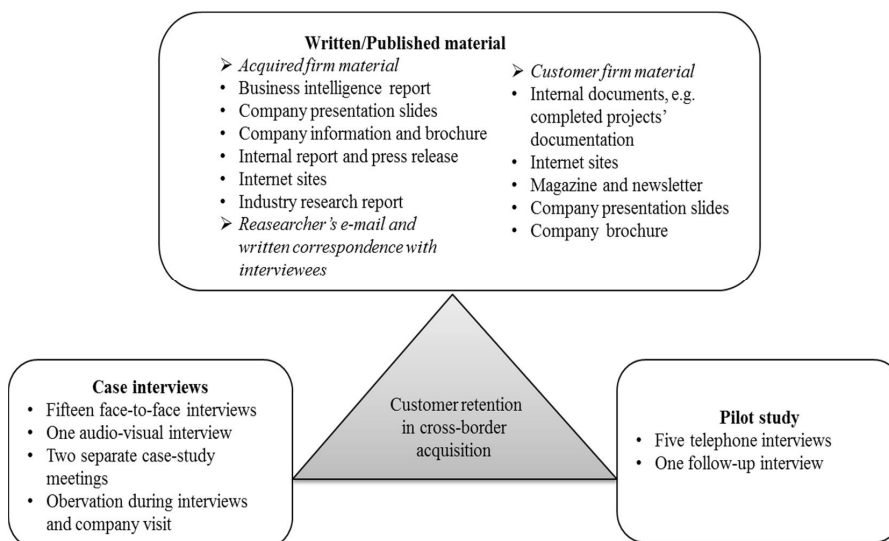 Written/Published material
➢ Acquired firm material
• Business intelligence report
• Company presentation slides
• Company information and brochure
• Internal report and press release
• Internet sites
• Industry research report
➢ Reasearcher's e-mail and
written correspondence with
interviewees
➢ Customer firm material
• Internal documents, e.g.
completed projects'
documentation
• Internet sites
• Magazine and newsletter
• Company presentation slides
• Company brochure
Case interviews
• Fifteen face-to-face interviews
• One audio-visual interview
• Two separate case-study
meetings
• Obervation during interviews
and company visit
Customer retention
in cross-border
acquisition
Pilot study
• Five telephone interviews
• One follow-up interview